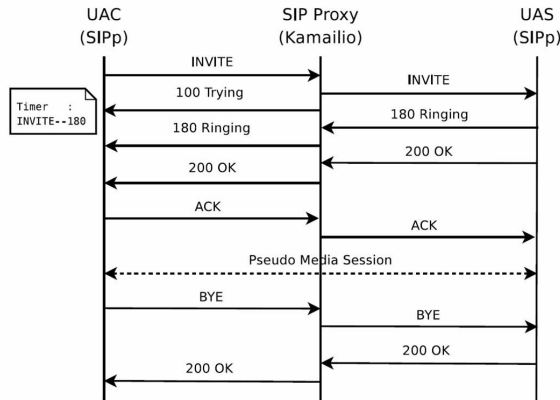 UAC
(SIPp)
SIP Proxy
(Kamailio)
UAS
(SIPp)
INVITE
INVITE
100 Trying
Timer :
INVITE--180
180 Ringing
180 Ringing
200 OK
200 OK
ACK
ACK
Pseudo Media Session
BYE
BYE
200 OK
200 OK